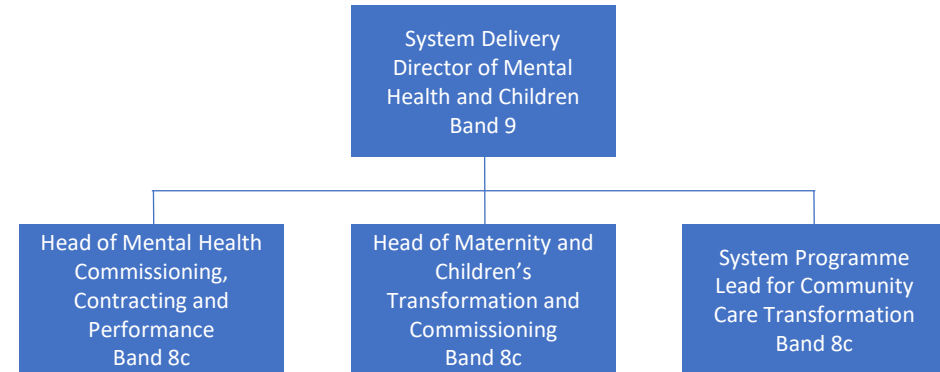 System Delivery
Director of Mental
Health and Children
Band 9
Head of Mental Health
Commissioning,
Contracting and
Performance
Band 8c
Head of Maternity and
Children’s
Transformation and
Commissioning
Band 8c
System Programme
Lead for Community
Care Transformation
Band 8c